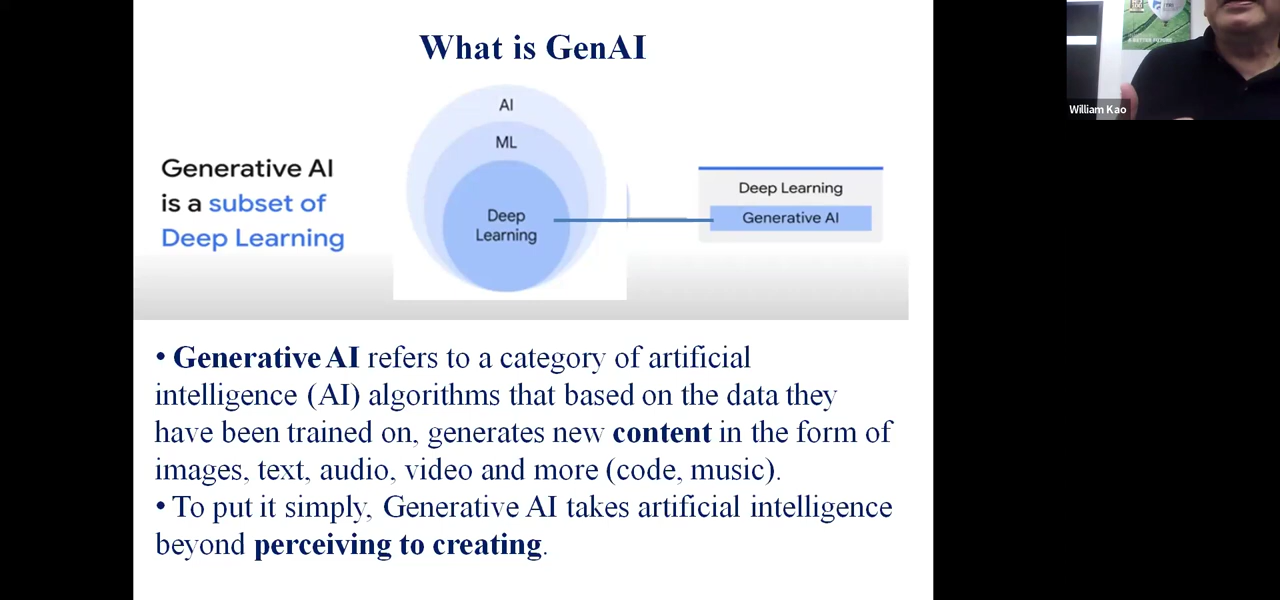 What is GenAI
Generative AI
is a subset of
Deep Learning
AI
ML
Deep
Learning
Deep Learning
Generative AI
• Generative AI refers to a category of artificial
intelligence (AI) algorithms that based on the data they
have been trained on, generates new content in the form of
images, text, audio, video and more (code, music).
• To put it simply, Generative AI takes artificial intelligence
beyond perceiving to creating.
William Kao